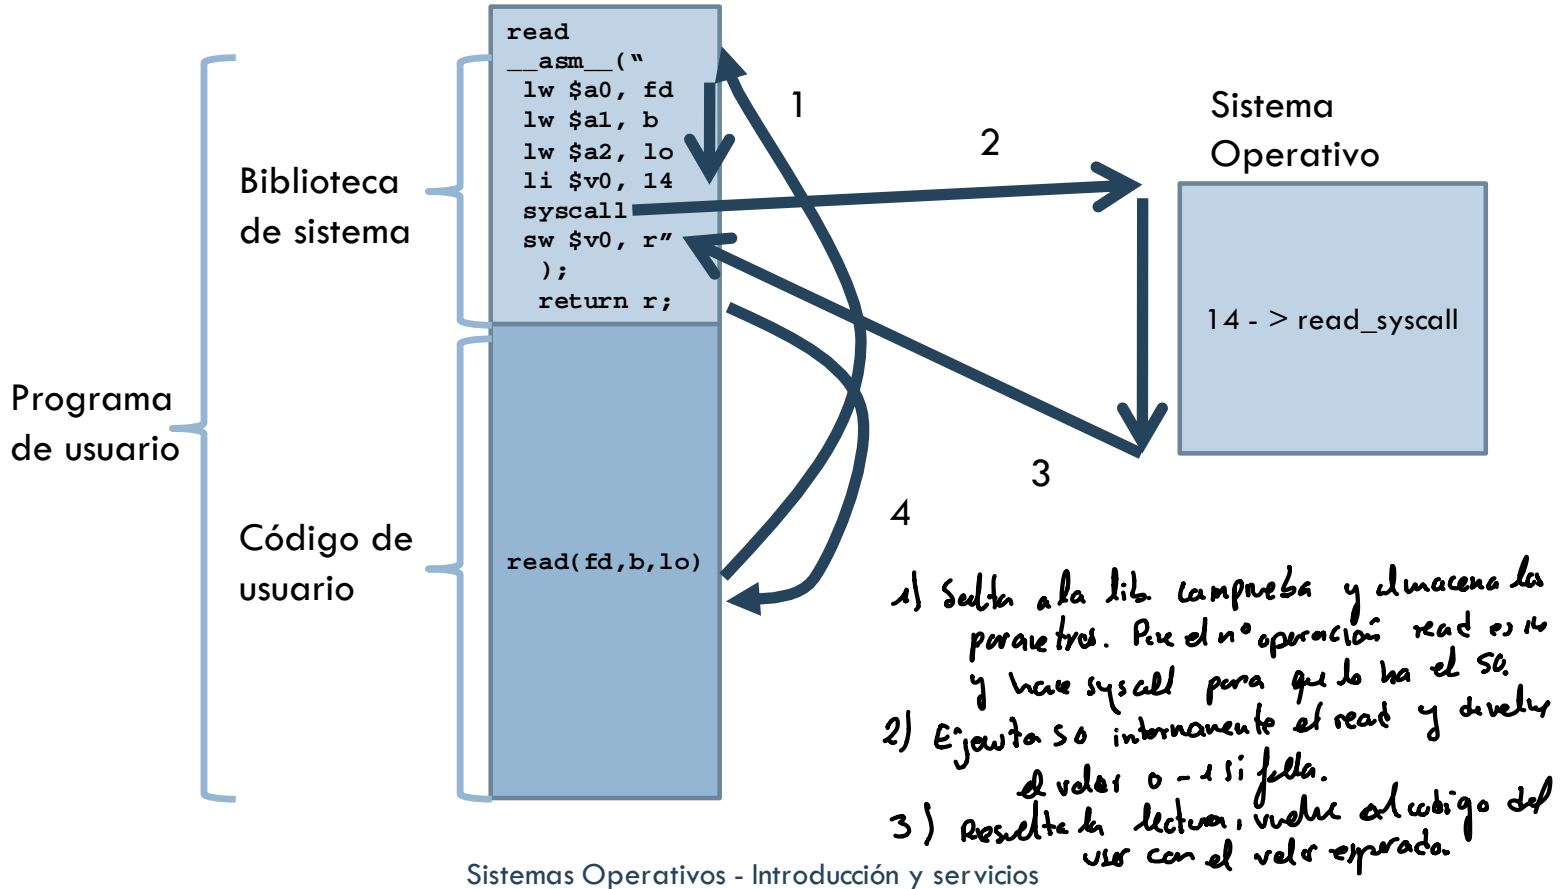 read
__asm__("
lw $a0, fd
lw $a1, b
lw $a2, lo
li $v0, 14
syscall
sw $v0, r"
);
return r;
1
2
Sistema
Operativo
Biblioteca
de sistema
14 - > read_syscall
Programa
de usuario
3
4
Código de
usuario
read(fd,b,lo)
1) Salta a la lib. comprueba y almacena los
parametros. Pone el nº operación read es 14
y hace syscall para que lo ha el SO.
2) Ejecuta SO internamente el read y devuelve
el valor o -1 si falla.
3) Resuelta la lectura, vuelve al codigo del
user con el valor esperado.
Sistemas Operativos - Introducción y servicios